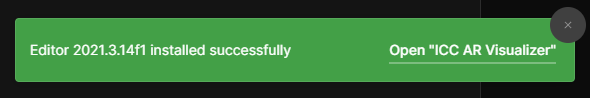 Editor 2021.3.14f1 installed successfully Open "ICC AR Visualizer"